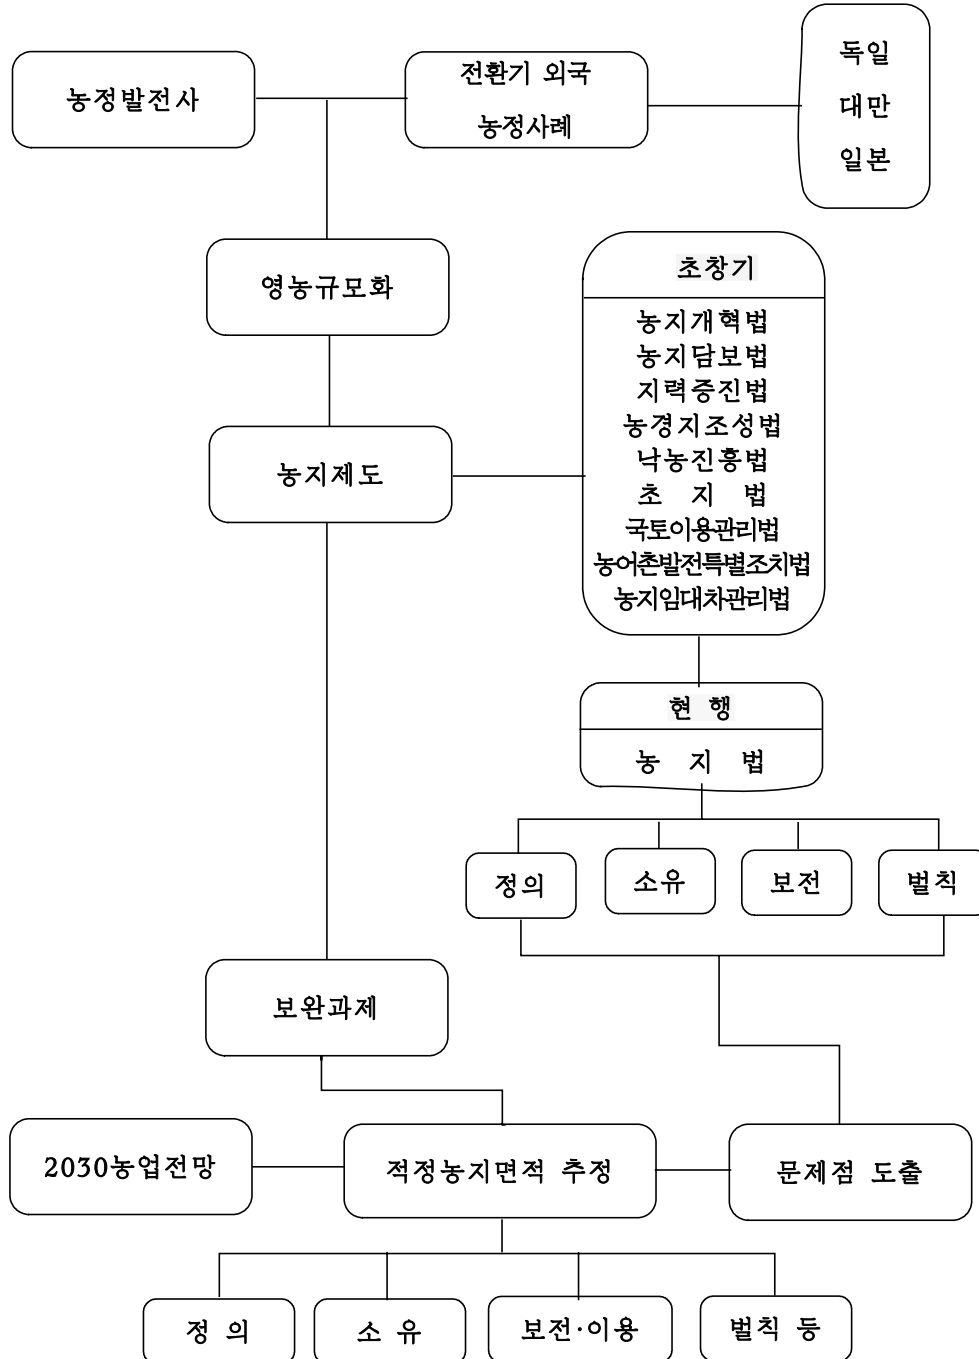 농정발전사
전환기 외국
농정사례
독일
대만
일본
영농규모화
초창기
농지개혁법
농지담보법
지력증진법
농경지조성법
낙농진흥법
초 지 법
국토이용관리법
농어촌발전특별조치법
농지임대차관리법
농지제도
현 행
농 지 법
정의
소유
보전
벌칙
보완과제
2030농업전망
적정농지면적 추정
문제점 도출
정 의
소 유
보전·이용
벌칙 등